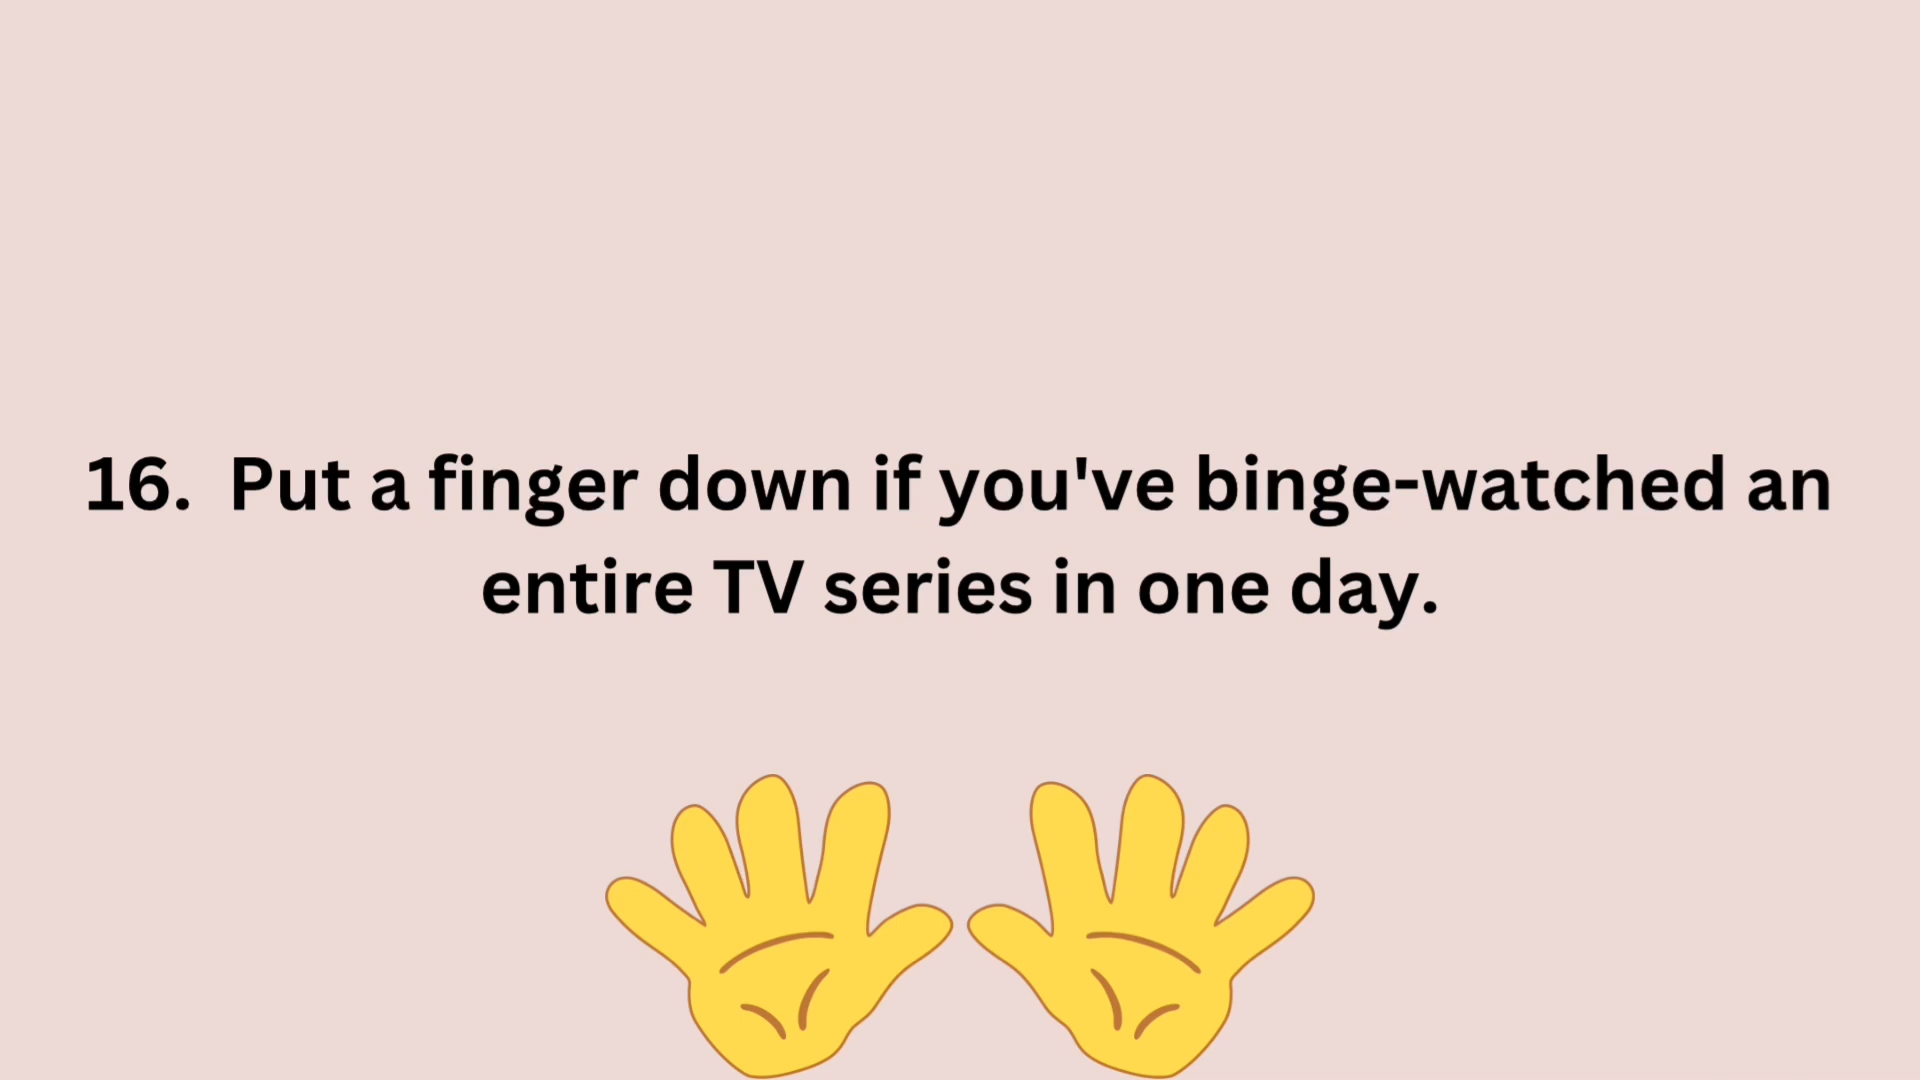 16.  Put a finger down if you've binge-watched an
entire TV series in one day.